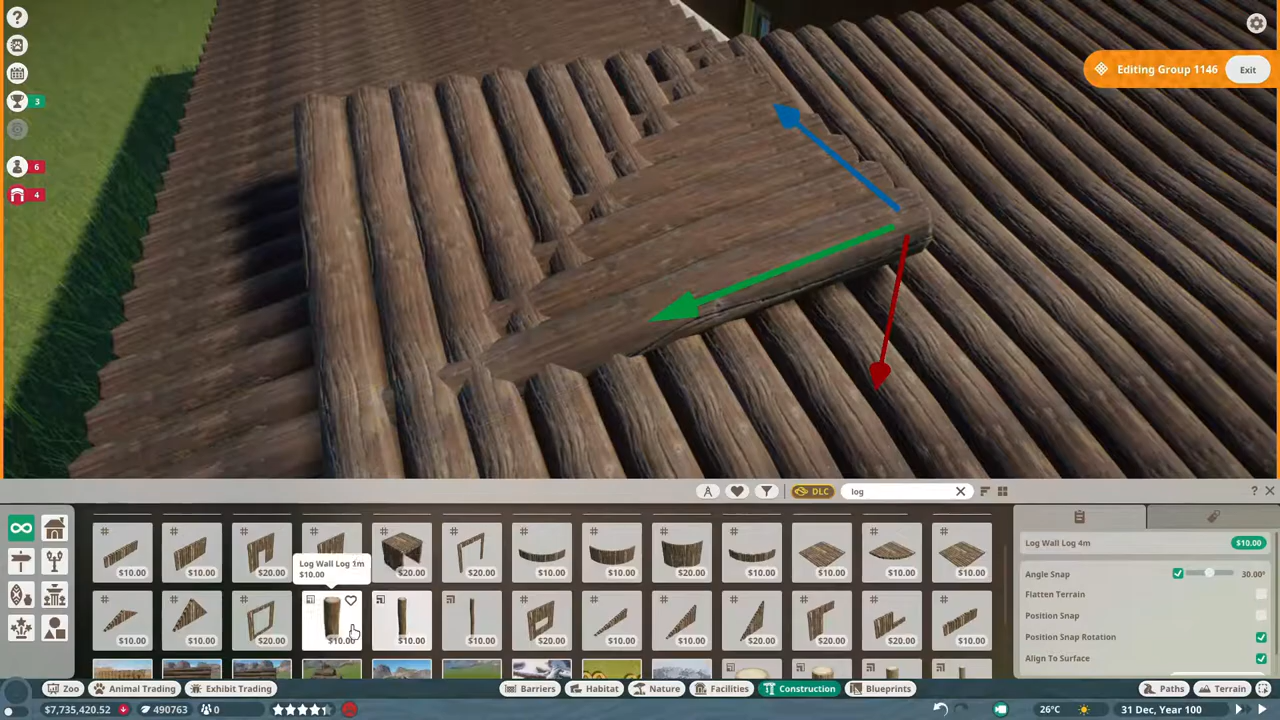 ?
Editing Group 1146 Exit
3
6
4
A DLC log
? ×
$10.00 $10.00 $20.00 $20.00 $10.00 $10.00 $20.00 $10.00 $10.00 $10.00 $10.00
Log Wall Log 1m
$10.00
$10.00 $10.00 $20.00 $10.00 $10.00 $10.00 $20.00 $10.00 $10.00 $20.00 $20.00 $20.00 $10.00
Log Wall Log 4m $10.00
Angle Snap 30.00°
Flatten Terrain
Position Snap
Position Snap Rotation
Align To Surface
Zoo Animal Trading Exhibit Trading Barriers Habitat Nature Facilities Construction Blueprints Paths Terrain
$7,735,420.52 490763 0 26°C 31 Dec, Year 100